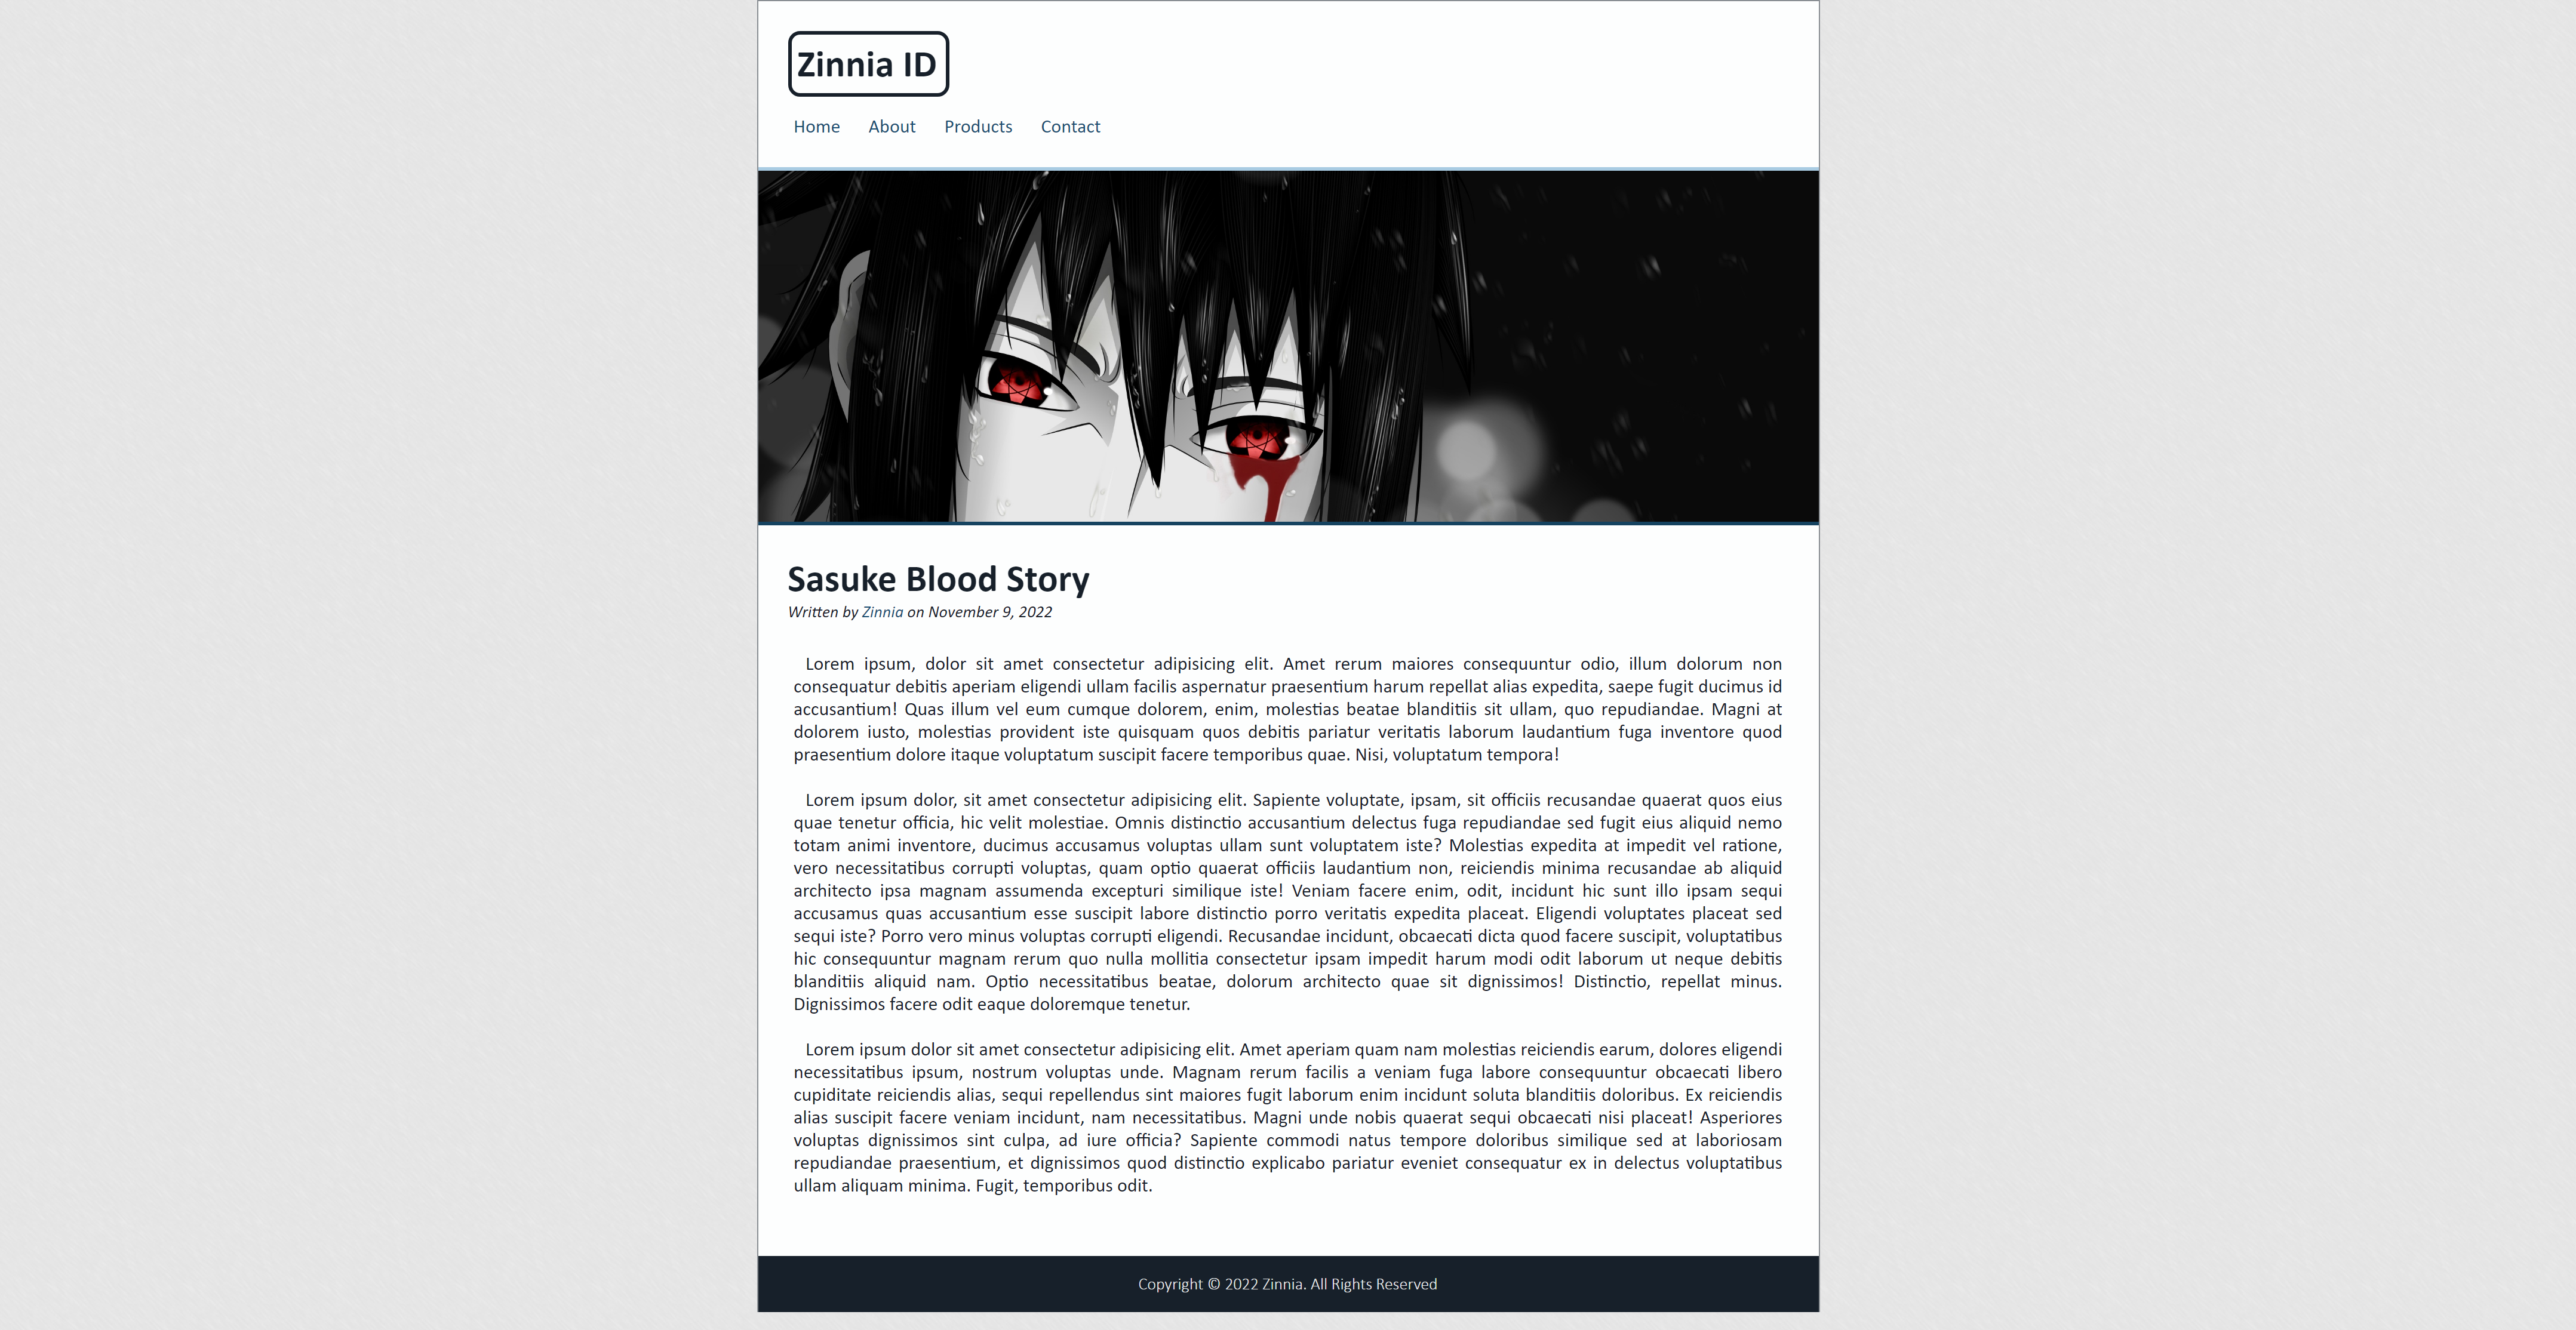 Zinnia ID
Home About Products Contact
Sasuke Blood Story
Written by Zinnia on November 9, 2022
Lorem ipsum, dolor sit amet consectetur adipisicing elit. Amet rerum maiores consequuntur odio, illum dolorum non
consequatur debitis aperiam eligendi ullam facilis aspernatur praesentium harum repellat alias expedita, saepe fugit ducimus id
accusantium! Quas illum vel eum cumque dolorem, enim, molestias beatae blanditiis sit ullam, quo repudiandae. Magni at
dolorem iusto, molestias provident iste quisquam quos debitis pariatur veritatis laborum laudantium fuga inventore quod
praesentium dolore itaque voluptatum suscipit facere temporibus quae. Nisi, voluptatum tempora!
Lorem ipsum dolor, sit amet consectetur adipisicing elit. Sapiente voluptate, ipsam, sit officiis recusandae quaerat quos eius
quae tenetur officia, hic velit molestiae. Omnis distinctio accusantium delectus fuga repudiandae sed fugit eius aliquid nemo
totam animi inventore, ducimus accusamus voluptas ullam sunt voluptatem iste? Molestias expedita at impedit vel ratione,
vero necessitatibus corrupti voluptas, quam optio quaerat officiis laudantium non, reiciendis minima recusandae ab aliquid
architecto ipsa magnam assumenda excepturi similique iste! Veniam facere enim, odit, incidunt hic sunt illo ipsam sequi
accusamus quas accusantium esse suscipit labore distinctio porro veritatis expedita placeat. Eligendi voluptates placeat sed
sequi iste? Porro vero minus voluptas corrupti eligendi. Recusandae incidunt, obcaecati dicta quod facere suscipit, voluptatibus
hic consequuntur magnam rerum quo nulla mollitia consectetur ipsam impedit harum modi odit laborum ut neque debitis
blanditiis aliquid nam. Optio necessitatibus beatae, dolorum architecto quae sit dignissimos! Distinctio, repellat minus.
Dignissimos facere odit eaque doloremque tenetur.
Lorem ipsum dolor sit amet consectetur adipisicing elit. Amet aperiam quam nam molestias reiciendis earum, dolores eligendi
necessitatibus ipsum, nostrum voluptas unde. Magnam rerum facilis a veniam fuga labore consequuntur obcaecati libero
cupiditate reiciendis alias, sequi repellendus sint maiores fugit laborum enim incidunt soluta blanditiis doloribus. Ex reiciendis
alias suscipit facere veniam incidunt, nam necessitatibus. Magni unde nobis quaerat sequi obcaecati nisi placeat! Asperiores
voluptas dignissimos sint culpa, ad iure officia? Sapiente commodi natus tempore doloribus similique sed at laboriosam
repudiandae praesentium, et dignissimos quod distinctio explicabo pariatur eveniet consequatur ex in delectus voluptatibus
ullam aliquam minima. Fugit, temporibus odit.
Copyright © 2022 Zinnia. All Rights Reserved